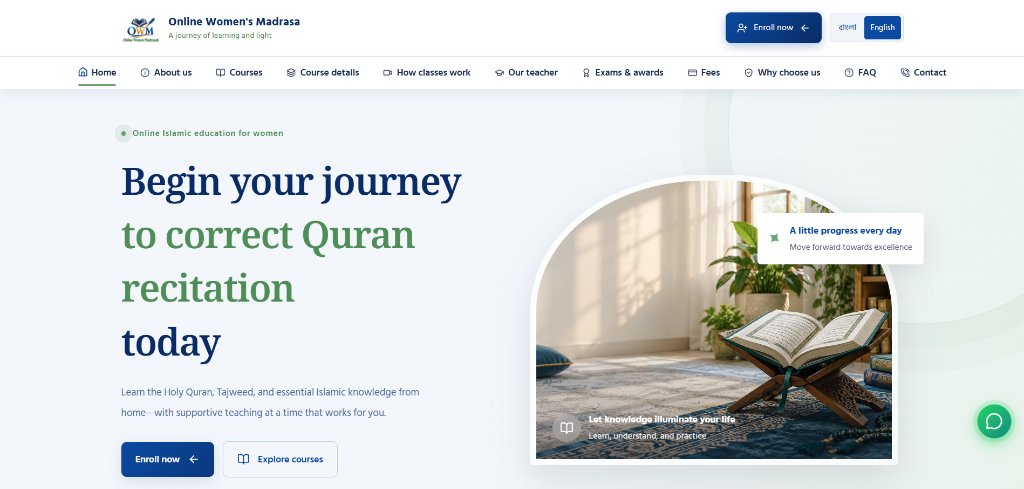 OWM
Online Women's Madrasa
Online Women's Madrasa
A journey of learning and light
Enroll now
বাংলা
English
Home
About us
Courses
Course details
How classes work
Our teacher
Exams & awards
Fees
Why choose us
FAQ
Contact
Online Islamic education for women
Begin your journey
to correct Quran
recitation
today
Learn the Holy Quran, Tajweed, and essential Islamic knowledge from
home—with supportive teaching at a time that works for you.
Enroll now
Explore courses
A little progress every day
Move forward towards excellence
Let knowledge illuminate your life
Learn, understand, and practice